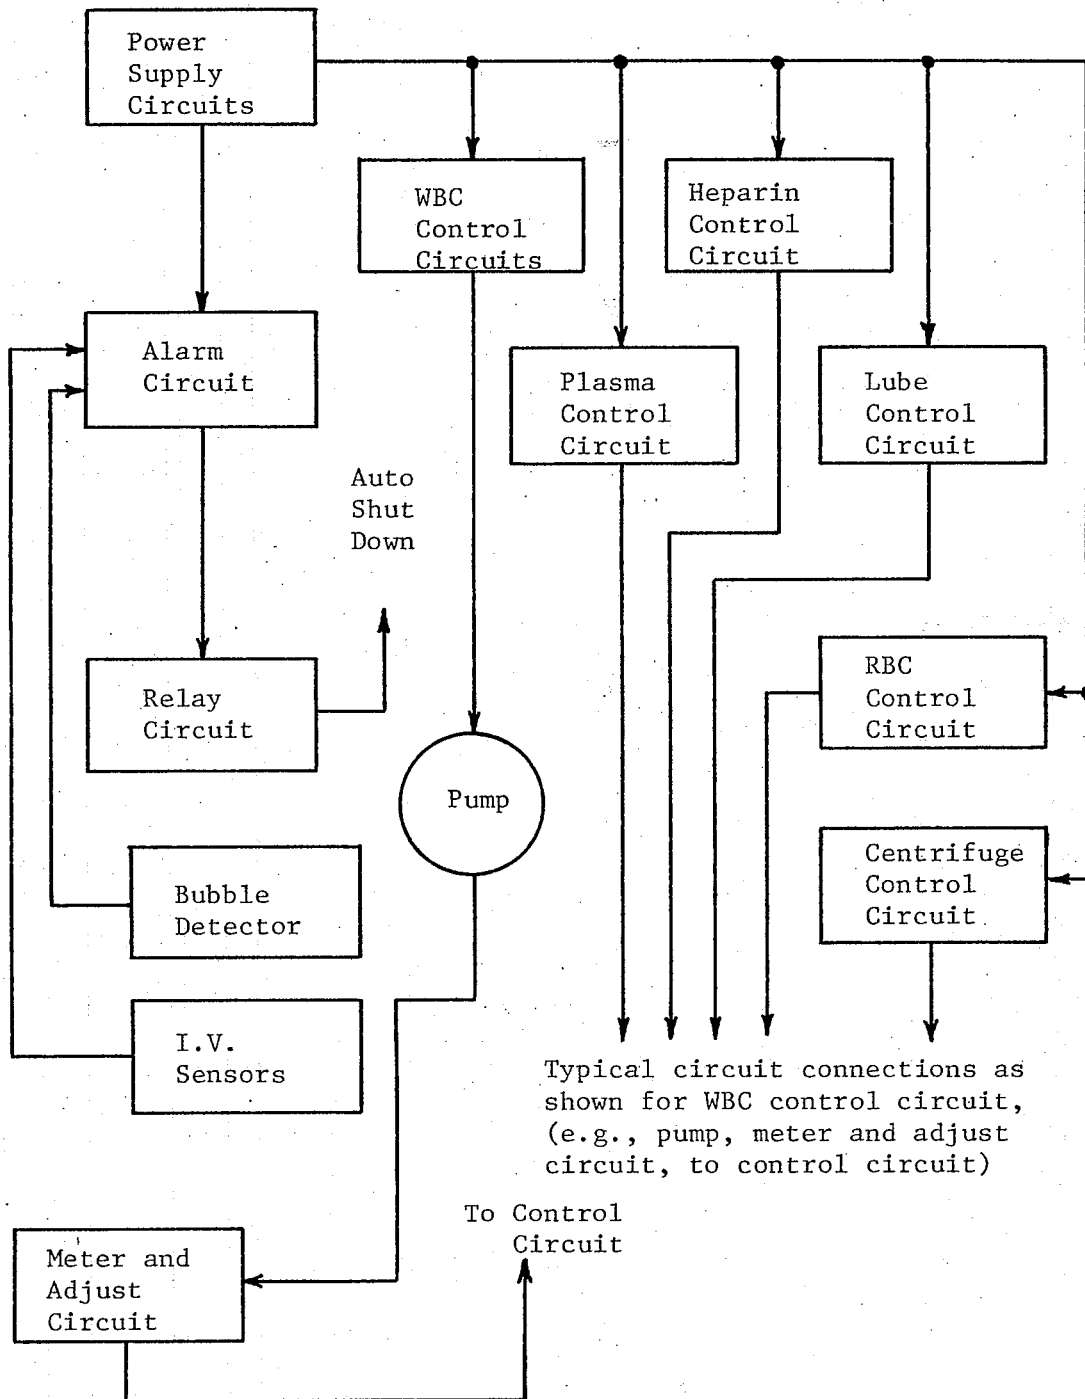 Power
Supply
Circuits
WBC
Control
Circuits
Heparin
Control
Circuit
Alarm
Circuit
Plasma
Control
Circuit
Lube
Control
Circuit
Auto
Shut
Down
Relay
Circuit
RBC
Control
Circuit
Pump
Centrifuge
Control
Circuit
Bubble
Detector
I.V.
Sensors
Typical circuit connections as
shown for WBC control circuit,
(e.g., pump, meter and adjust
circuit, to control circuit)
To Control
Circuit
Meter and
Adjust
Circuit